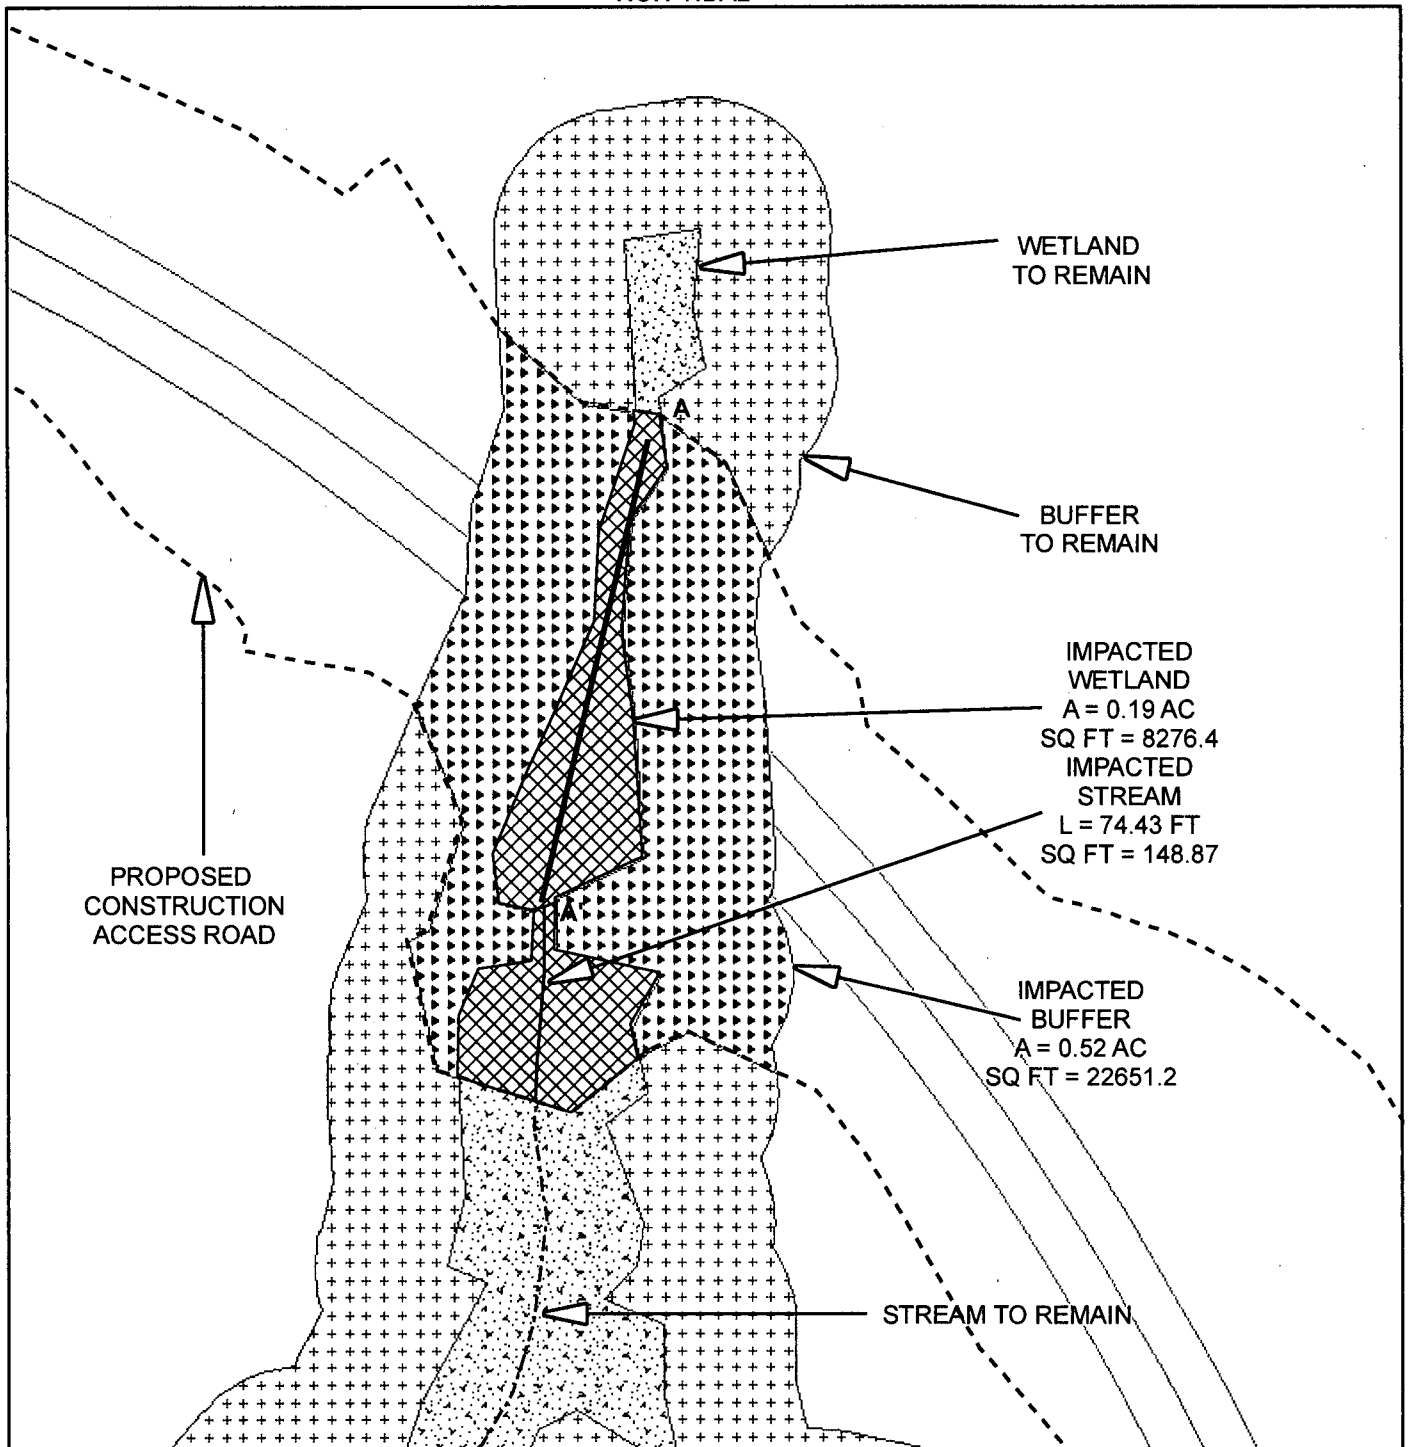 A
WETLAND
TO REMAIN
BUFFER
TO REMAIN
IMPACTED
WETLAND
A = 0.19 AC
SQ FT = 8276.4
IMPACTED
STREAM
L = 74.43 FT
SQ FT = 148.87
PROPOSED
CONSTRUCTION
ACCESS ROAD
A'
IMPACTED
BUFFER
A = 0.52 AC
SQ FT = 22651.2
STREAM TO REMAIN